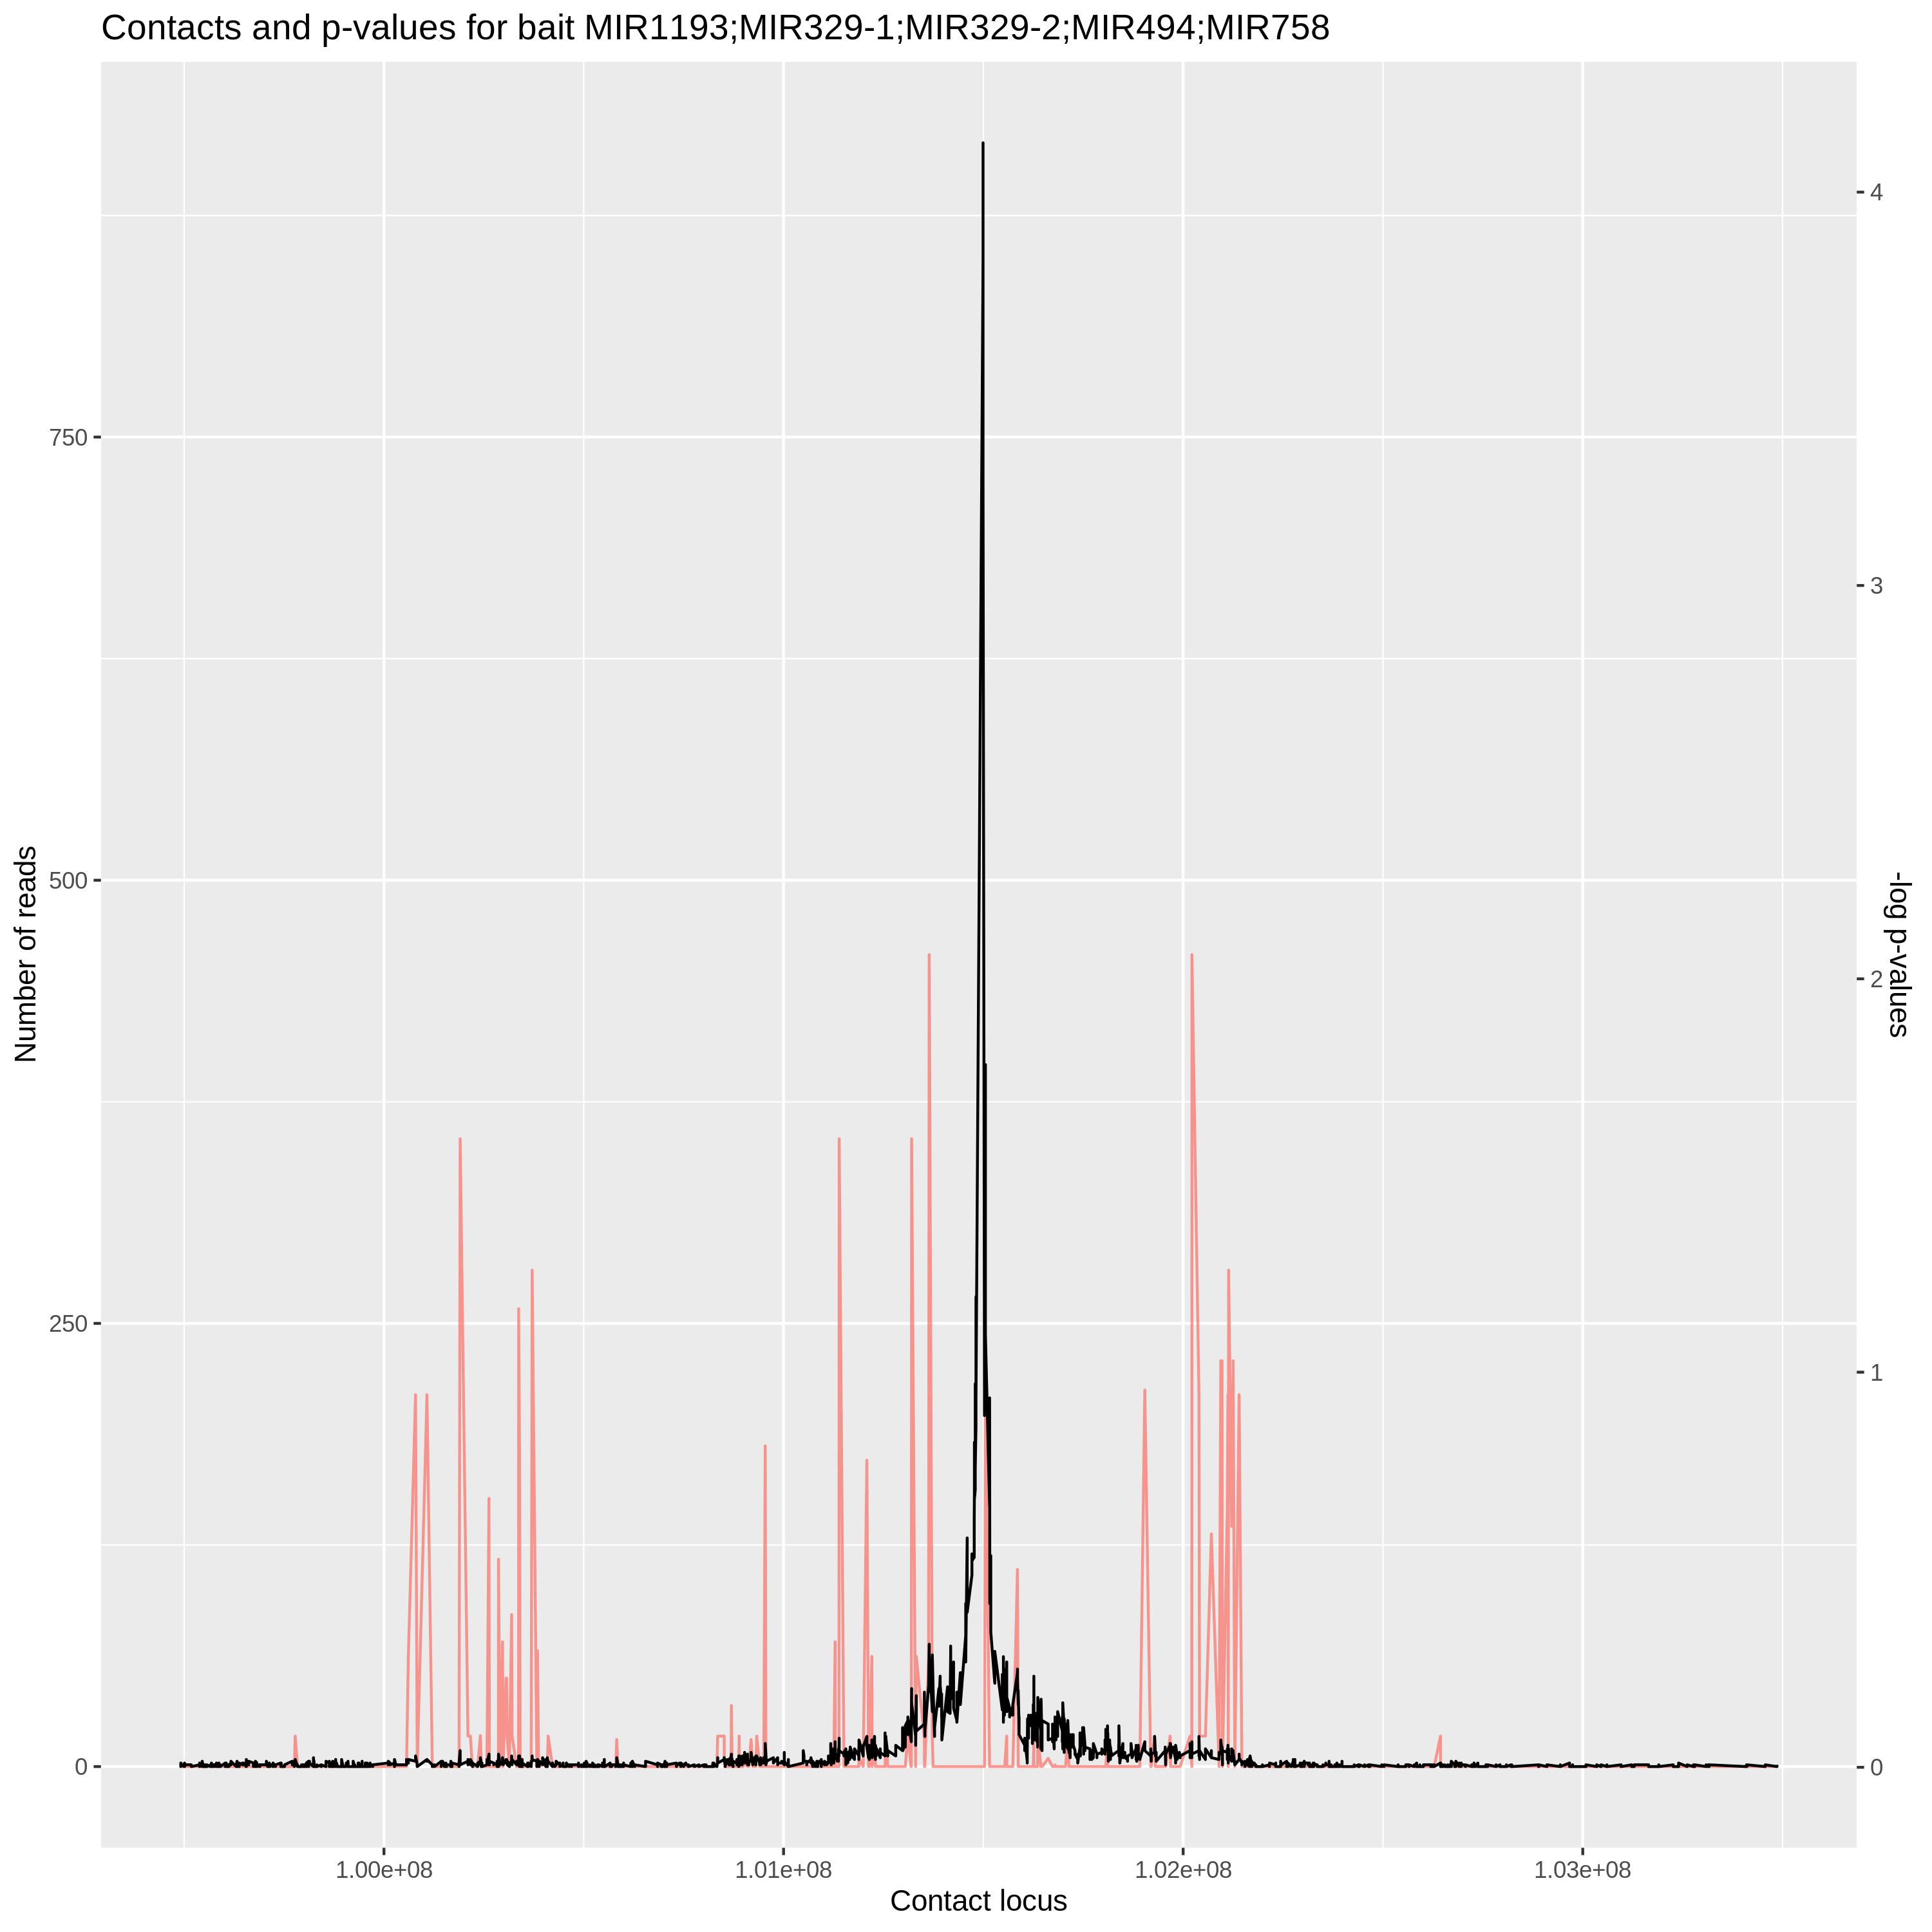 Contacts and p-values for bait MIR1193;MIR329-1;MIR329-2;MIR494;MIR758
Number of reads
750
500
250
0
4
3
2
1
0
-log p-values
1.00e+08
1.01e+08
1.02e+08
1.03e+08
Contact locus